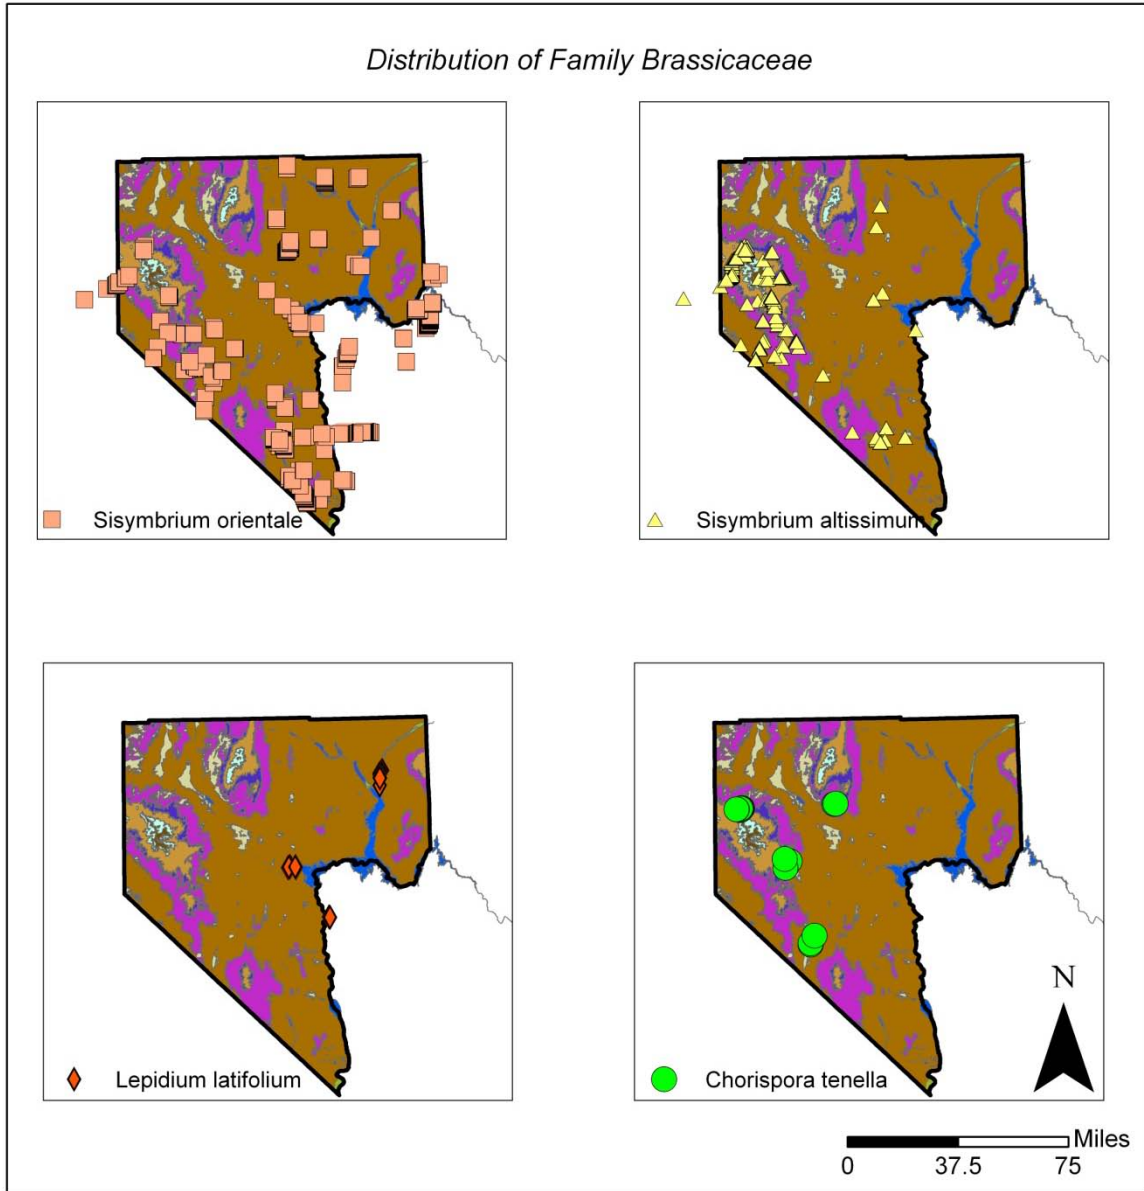 Distribution of Family Brassicaceae
Sisymbrium orientale
Sisymbrium altissimum
Lepidium latifolium
Chorispora tenella
N
Miles
0 37.5 75